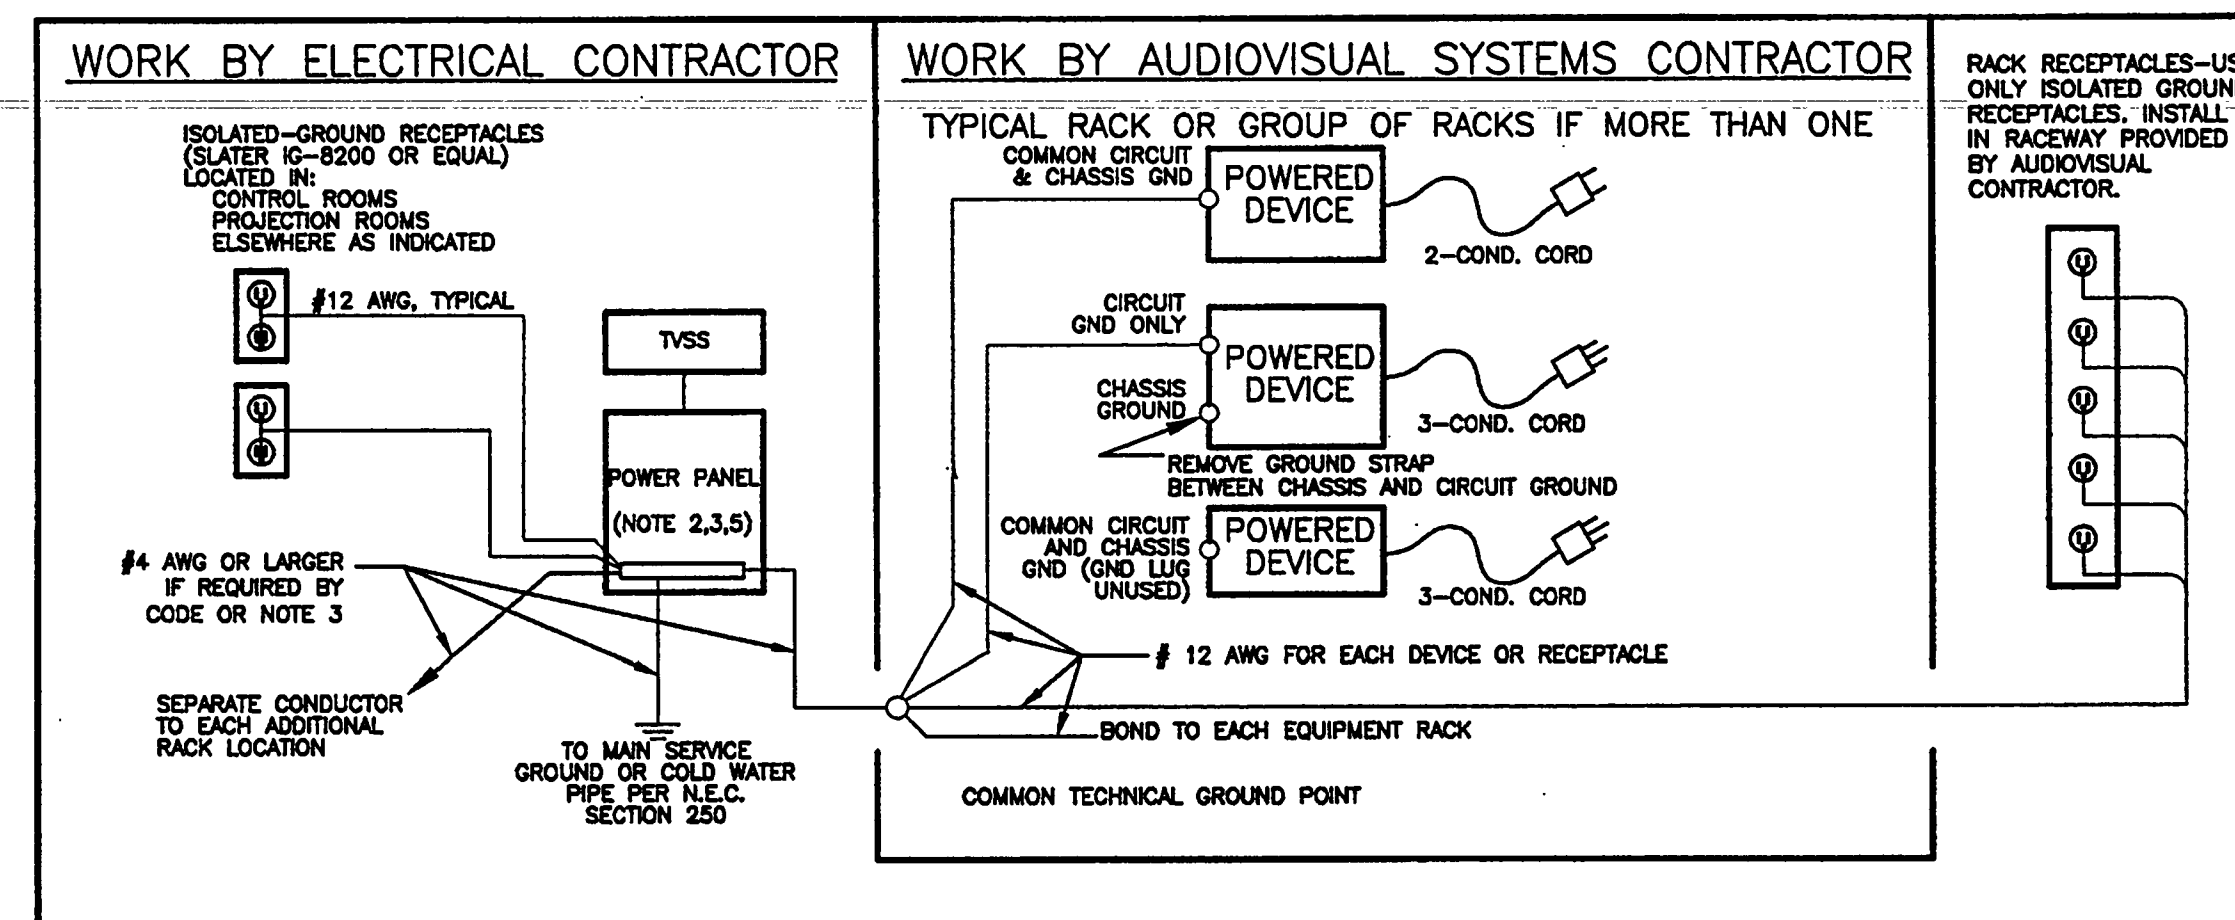 WORK BY ELECTRICAL CONTRACTOR
ISOLATED-GROUND RECEPTACLES
(SLATER IG-8200 OR EQUAL)
LOCATED IN:
CONTROL ROOMS
PROJECTION ROOMS
ELSEWHERE AS INDICATED
#12 AWG, TYPICAL
TVSS
POWER PANEL
(NOTE 2,3,5)
#4 AWG OR LARGER
IF REQUIRED BY
CODE OR NOTE 3
SEPARATE CONDUCTOR
TO EACH ADDITIONAL
RACK LOCATION
TO MAIN SERVICE
GROUND OR COLD WATER
PIPE PER N.E.C.
SECTION 250
WORK BY AUDIOVISUAL SYSTEMS CONTRACTOR
TYPICAL RACK OR GROUP OF RACKS IF MORE THAN ONE
COMMON CIRCUIT
& CHASSIS GND
POWERED
DEVICE
2-COND. CORD
CIRCUIT
GND ONLY
CHASSIS
GROUND
POWERED
DEVICE
3-COND. CORD
REMOVE GROUND STRAP
BETWEEN CHASSIS AND CIRCUIT GROUND
COMMON CIRCUIT
AND CHASSIS
GND (GND LUG
UNUSED)
POWERED
DEVICE
3-COND. CORD
# 12 AWG FOR EACH DEVICE OR RECEPTACLE
BOND TO EACH EQUIPMENT RACK
COMMON TECHNICAL GROUND POINT
RACK RECEPTACLES-US
ONLY ISOLATED GROUN
RECEPTACLES. INSTALL
IN RACEWAY PROVIDED
BY AUDIOVISUAL
CONTRACTOR.